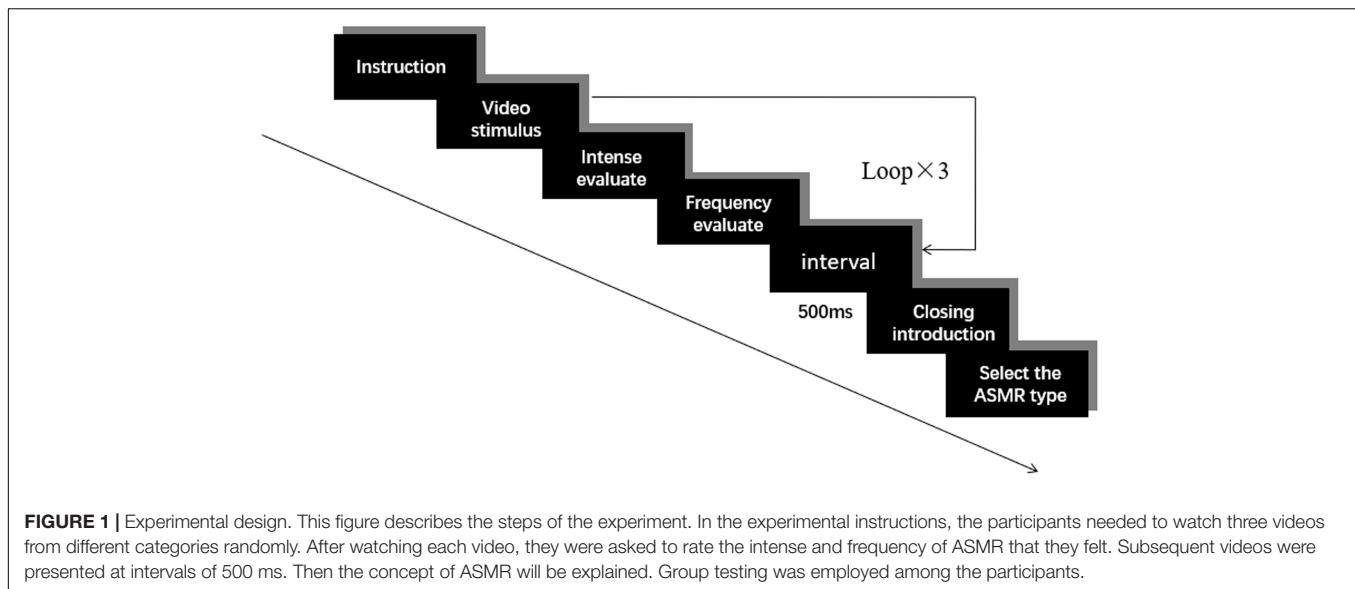 Instruction
Video
stimulus
Intense
evaluate
Loop×3
Frequency
evaluate
interval
500ms
Closing
introduction
Select the
ASMR type
FIGURE 1 | Experimental design. This figure describes the steps of the experiment. In the experimental instructions, the participants needed to watch three videos
from different categories randomly. After watching each video, they were asked to rate the intense and frequency of ASMR that they felt. Subsequent videos were
presented at intervals of 500 ms. Then the concept of ASMR will be explained. Group testing was employed among the participants.